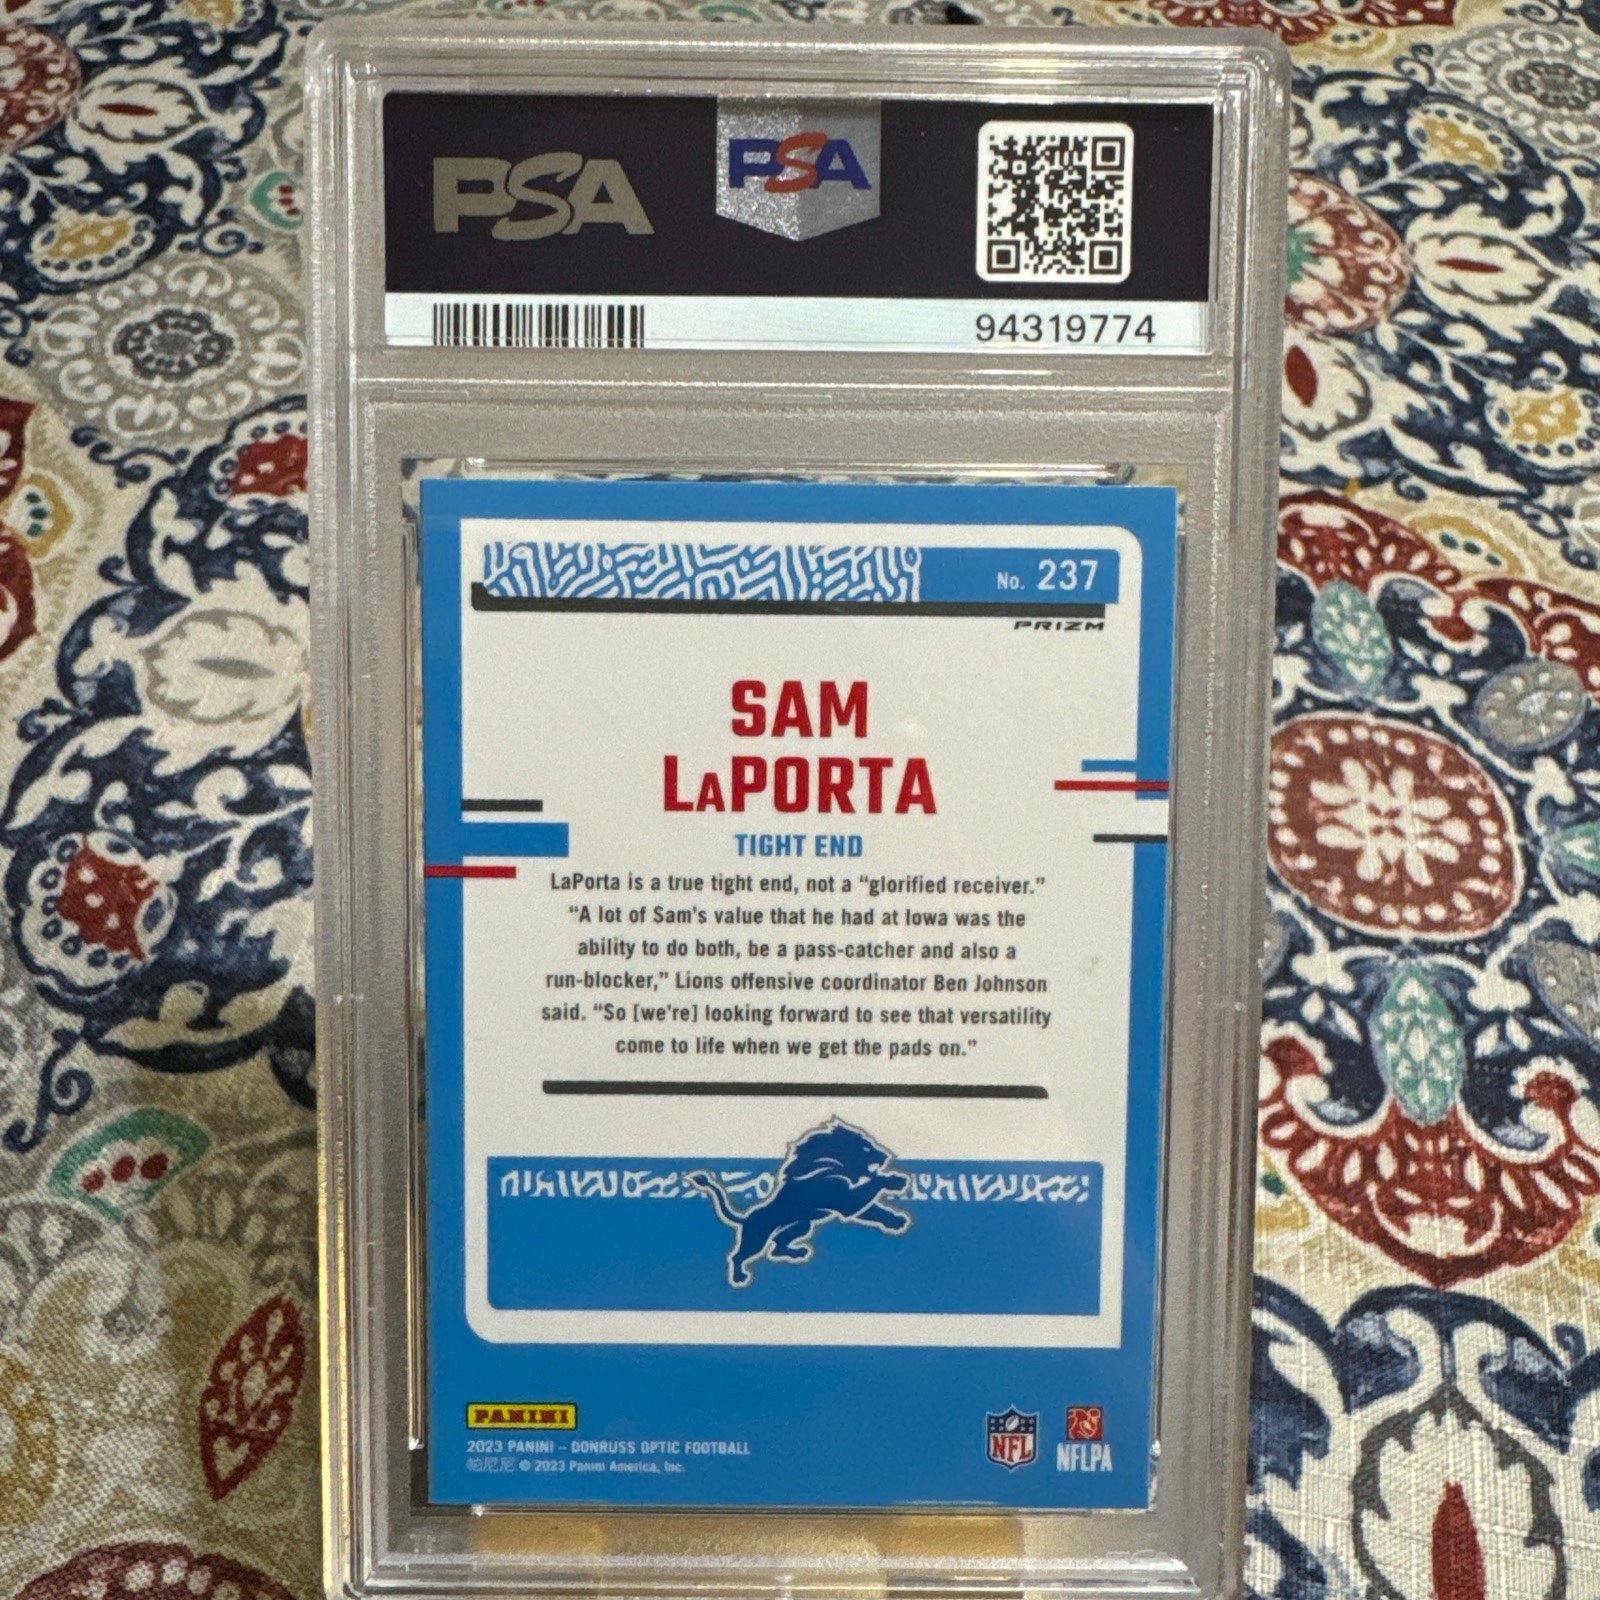 PSA
PSA
94319774
No. 237
PRIZM
SAM
LaPORTA
TIGHT END
LaPorta is a true tight end, not a “glorified receiver.”
“A lot of Sam's value that he had at Iowa was the
ability to do both, be a pass-catcher and also a
run-blocker,” Lions offensive coordinator Ben Johnson
said. “So [we're] looking forward to see that versatility
come to life when we get the pads on.”
PANINI
2023 PANINI – DONRUSS OPTIC FOOTBALL
帕尼尼 © 2023 Panini America, Inc.
NFL
NFLPA